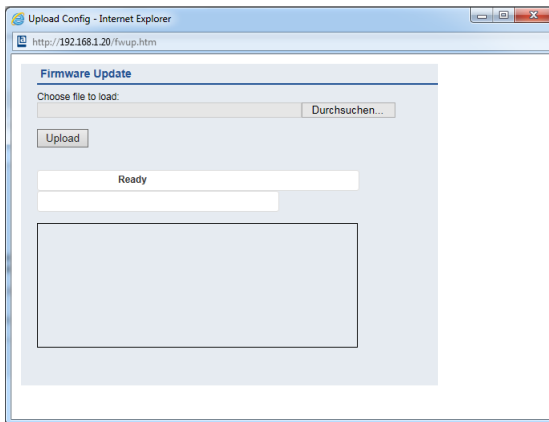 Upload Config - Internet Explorer
http://192.168.1.20/fwup.htm
Firmware Update
Choose file to load:
Durchsuchen...
Upload
Ready